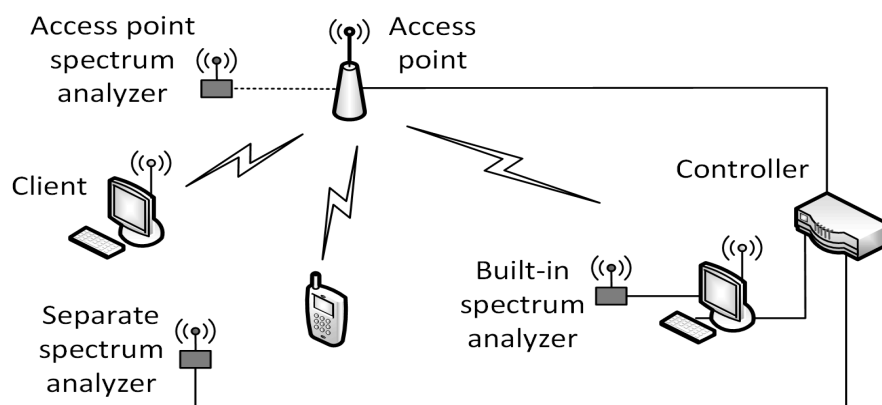 Access point
spectrum
analyzer
Access
point
Client
Controller
Built-in
spectrum
analyzer
Separate
spectrum
analyzer